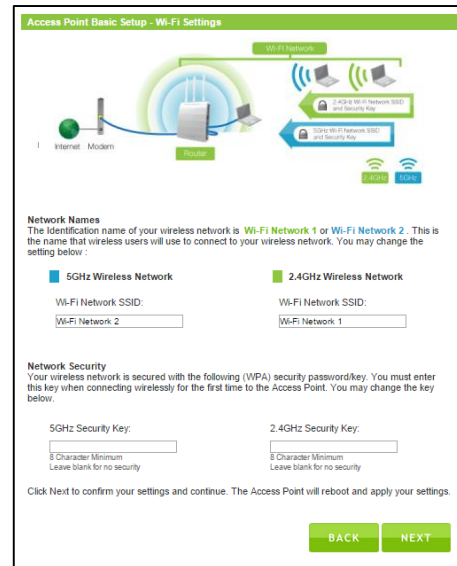 Access Point Basic Setup - Wi-Fi Settings
Wi-Fi Network
2.4GHz Wi-Fi Network SSID
and Security Key
5GHz Wi-Fi Network SSID
and Security Key
Internet Modem
Router
2.4GHz 5GHz
Network Names
The Identification name of your wireless network is Wi-Fi Network 1 or Wi-Fi Network 2 . This is
the name that wireless users will use to connect to your wireless network. You may change the
setting below :
5GHz Wireless Network 2.4GHz Wireless Network
Wi-Fi Network SSID: Wi-Fi Network SSID:
Wi-Fi Network 2 Wi-Fi Network 1
Network Security
Your wireless network is secured with the following (WPA) security password/key. You must enter
this key when connecting wirelessly for the first time to the Access Point. You may change the key
below.
5GHz Security Key: 2.4GHz Security Key:
8 Character Minimum 8 Character Minimum
Leave blank for no security Leave blank for no security
Click Next to confirm your settings and continue. The Access Point will reboot and apply your settings.
BACK NEXT